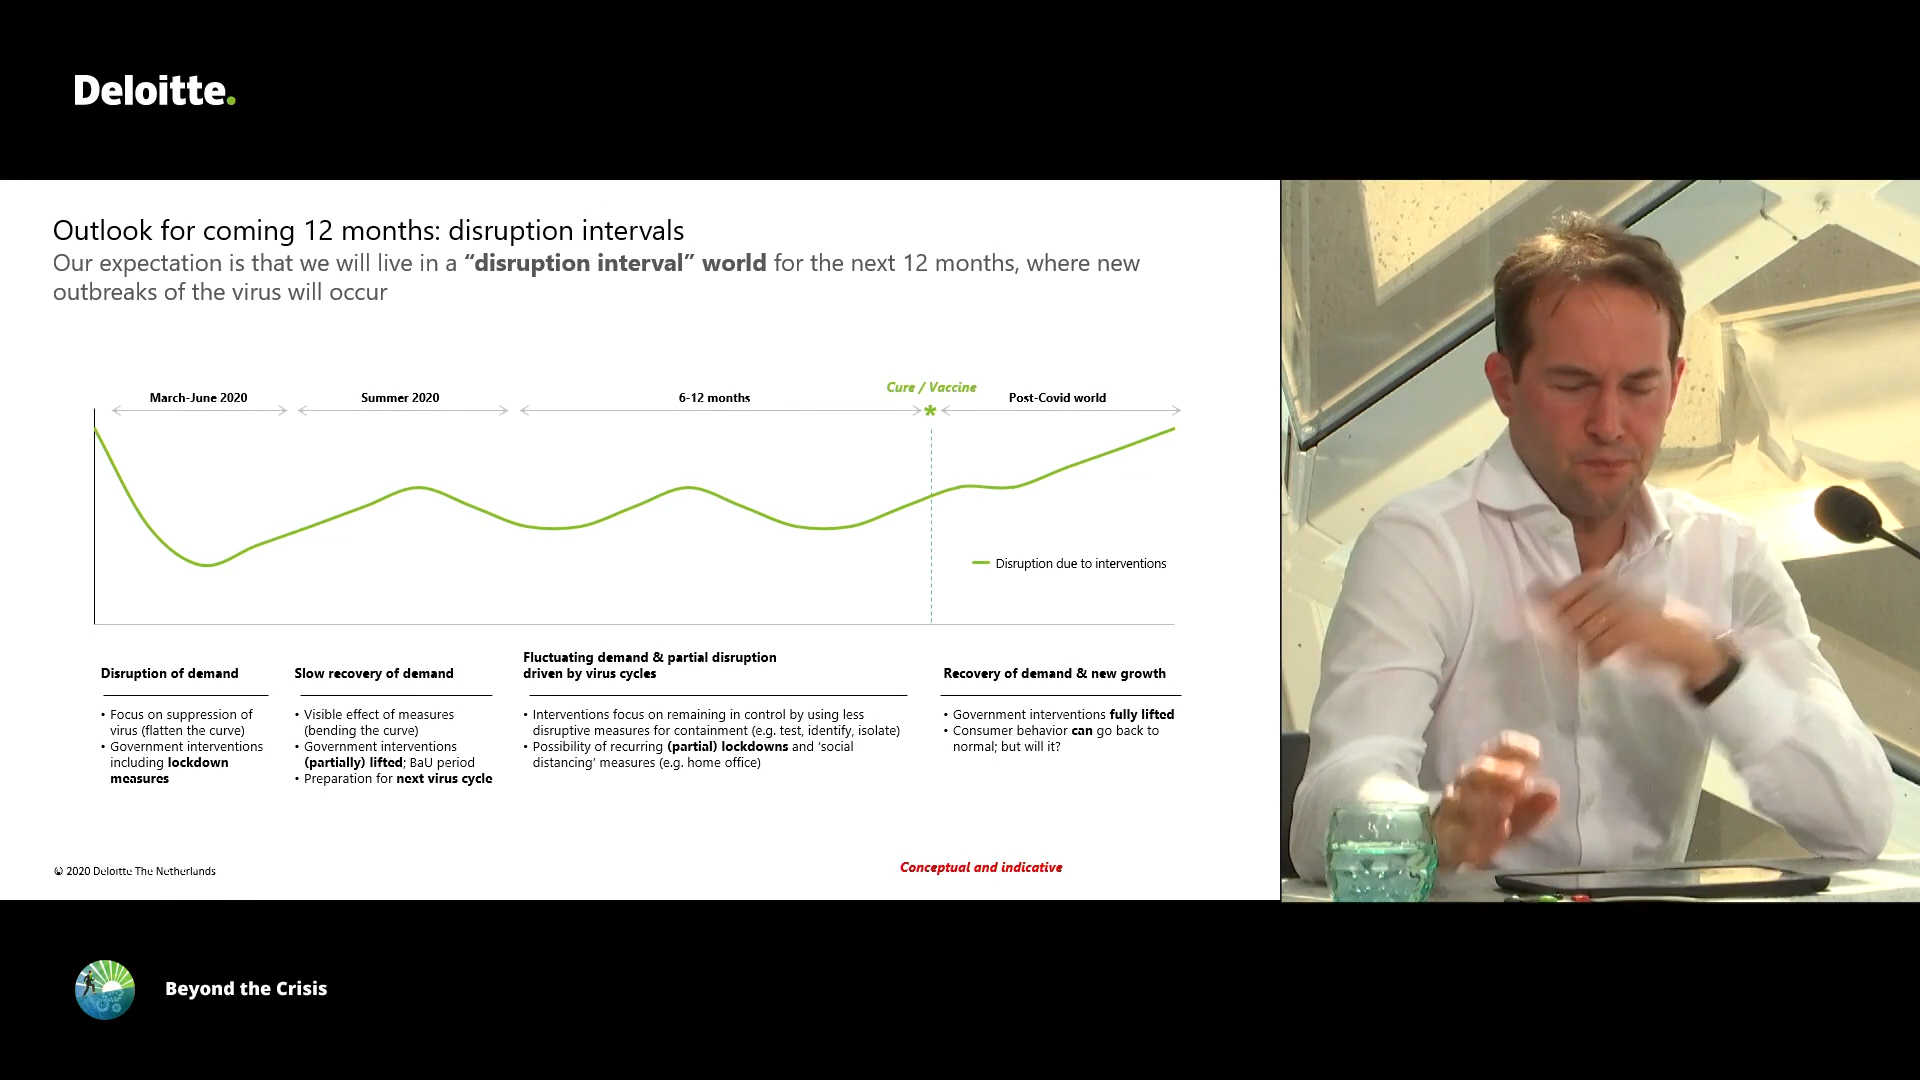 Deloitte.
Outlook for coming 12 months: disruption intervals
Our expectation is that we will live in a “disruption interval” world for the next 12 months, where new
outbreaks of the virus will occur
Cure / Vaccine
March-June 2020
Summer 2020
6-12 months
*
Post-Covid world
Disruption due to interventions
Disruption of demand
• Focus on suppression of
virus (flatten the curve)
• Government interventions
including lockdown
measures
Slow recovery of demand
• Visible effect of measures
(bending the curve)
• Government interventions
(partially) lifted; BaU period
• Preparation for next virus cycle
Fluctuating demand & partial disruption
driven by virus cycles
• Interventions focus on remaining in control by using less
disruptive measures for containment (e.g. test, identify, isolate)
• Possibility of recurring (partial) lockdowns and ‘social
distancing’ measures (e.g. home office)
Recovery of demand & new growth
• Government interventions fully lifted
• Consumer behavior can go back to
normal; but will it?
© 2020 Deloitte The Netherlands
Conceptual and indicative
Beyond the Crisis